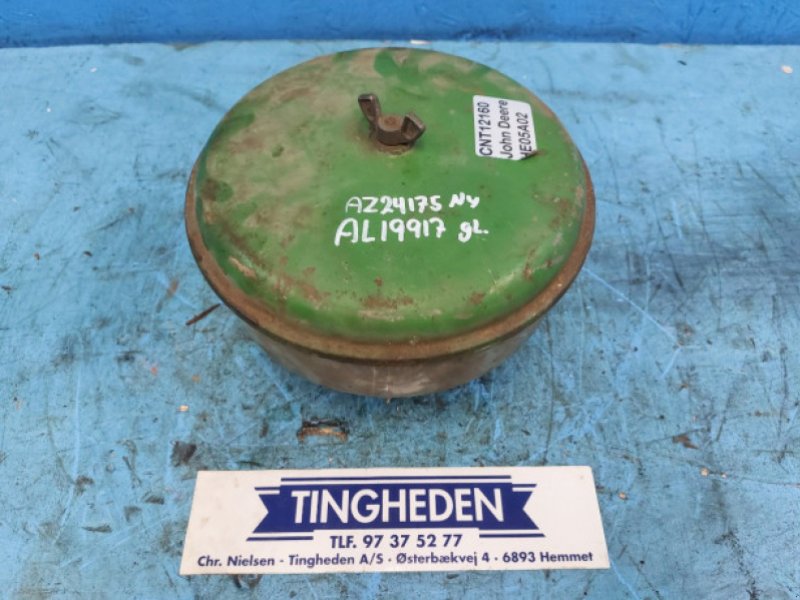 CNT12160
John Deere
HE05A02
AZ24175 Ny
AL19917 gl.
TINGHEDEN
TLF. 97 37 52 77
Chr. Nielsen - Tingheden A/S - Østerbækvej 4 - 6893 Hemmet